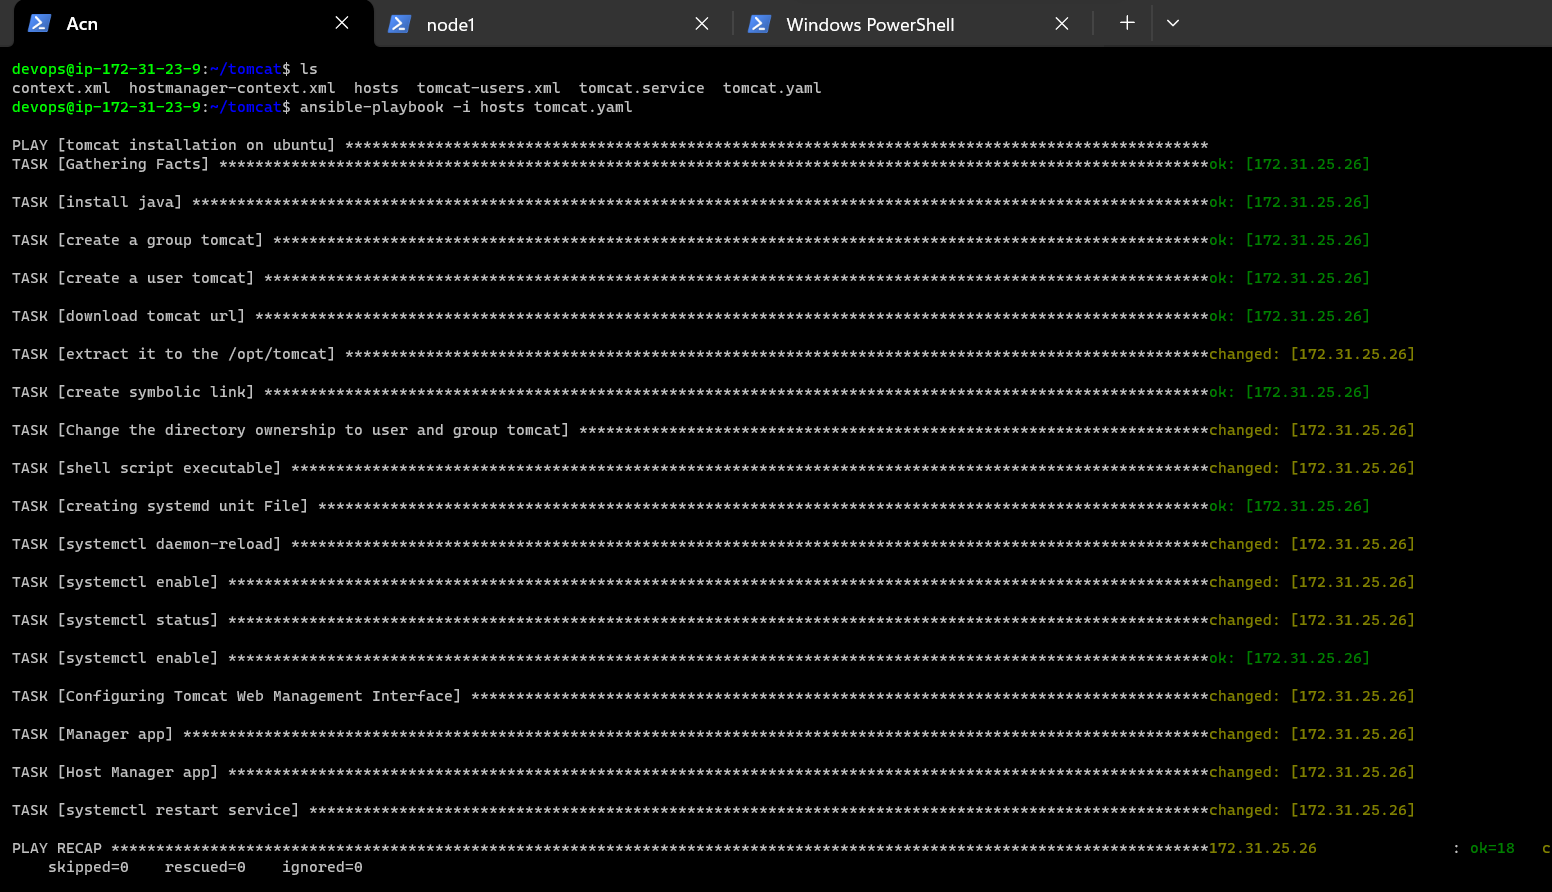 Acn
node1
Windows PowerShell
devops@ip-172-31-23-9:~/tomcat$ ls
context.xml  hostmanager-context.xml  hosts  tomcat-users.xml  tomcat.service  tomcat.yaml
devops@ip-172-31-23-9:~/tomcat$ ansible-playbook -i hosts tomcat.yaml
PLAY [tomcat installation on ubuntu] ************************************************************************************************
TASK [Gathering Facts] **************************************************************************************************************ok: [172.31.25.26]
TASK [install java] *****************************************************************************************************************ok: [172.31.25.26]
TASK [create a group tomcat] ********************************************************************************************************ok: [172.31.25.26]
TASK [create a user tomcat] *********************************************************************************************************ok: [172.31.25.26]
TASK [download tomcat url] **********************************************************************************************************ok: [172.31.25.26]
TASK [extract it to the /opt/tomcat] ************************************************************************************************changed: [172.31.25.26]
TASK [create symbolic link] *********************************************************************************************************ok: [172.31.25.26]
TASK [Change the directory ownership to user and group tomcat] **********************************************************************changed: [172.31.25.26]
TASK [shell script executable] ******************************************************************************************************changed: [172.31.25.26]
TASK [creating systemd unit File] ***************************************************************************************************ok: [172.31.25.26]
TASK [systemctl daemon-reload] ******************************************************************************************************changed: [172.31.25.26]
TASK [systemctl enable] *************************************************************************************************************changed: [172.31.25.26]
TASK [systemctl status] *************************************************************************************************************changed: [172.31.25.26]
TASK [systemctl enable] *************************************************************************************************************ok: [172.31.25.26]
TASK [Configuring Tomcat Web Management Interface] **********************************************************************************changed: [172.31.25.26]
TASK [Manager app] ******************************************************************************************************************changed: [172.31.25.26]
TASK [Host Manager app] *************************************************************************************************************changed: [172.31.25.26]
TASK [systemctl restart service] ****************************************************************************************************changed: [172.31.25.26]
PLAY RECAP **************************************************************************************************************************172.31.25.26               : ok=18   c
    skipped=0    rescued=0    ignored=0